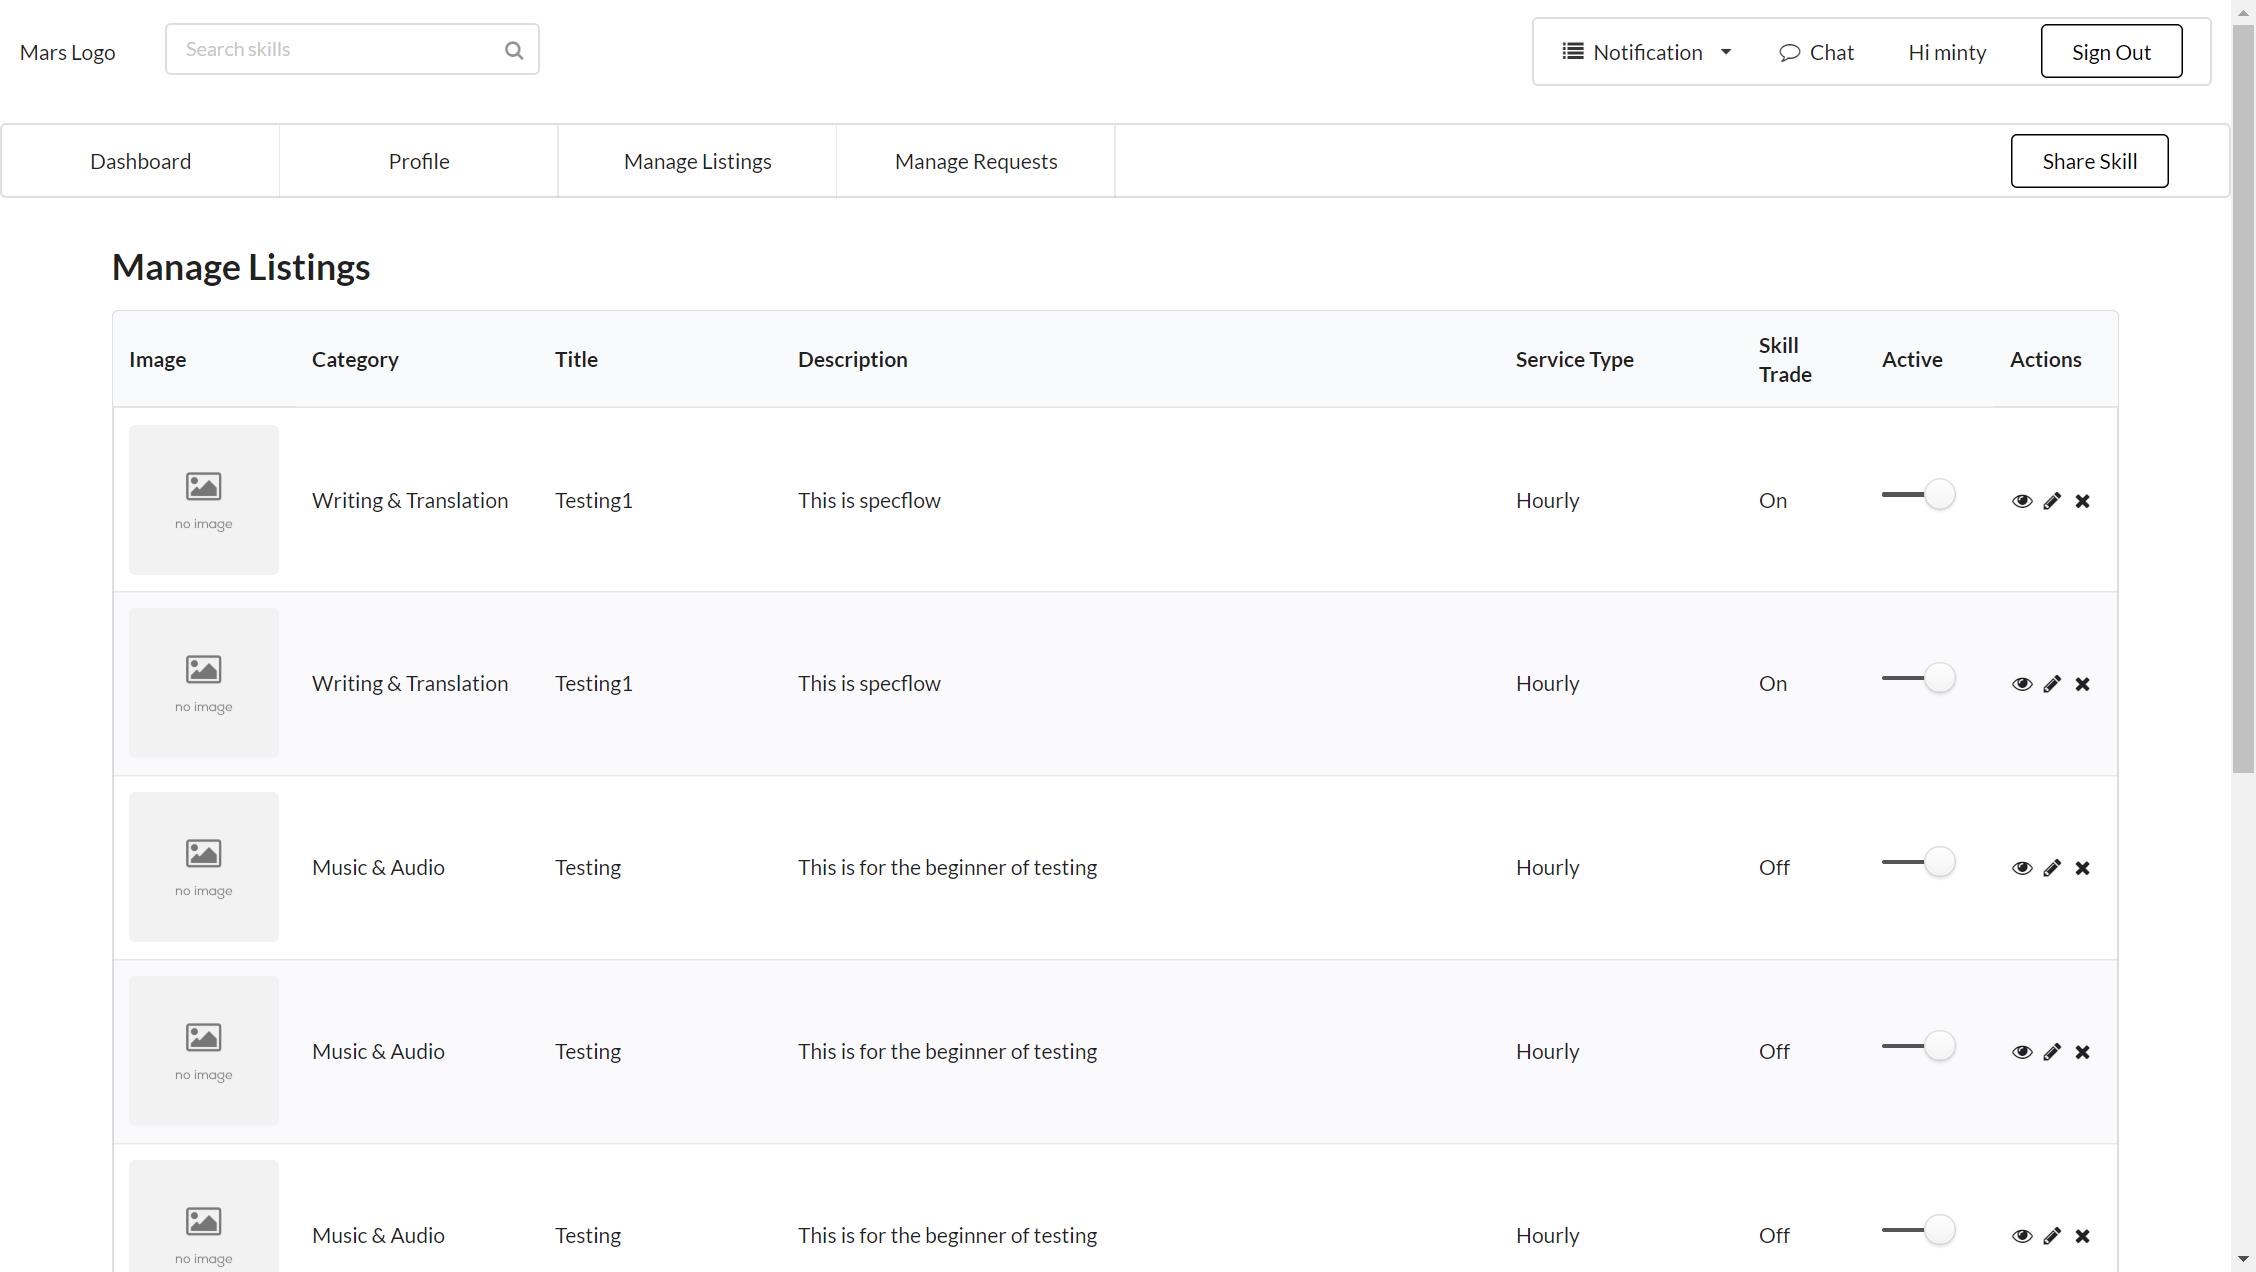 Mars Logo
Search skills
Notification
Chat
Hi minty
Sign Out
Dashboard
Profile
Manage Listings
Manage Requests
Share Skill
Manage Listings
Image Category Title Description Service Type Skill Trade Active Actions
no image
Writing & Translation Testing1 This is specflow Hourly On
no image
Writing & Translation Testing1 This is specflow Hourly On
no image
Music & Audio Testing This is for the beginner of testing Hourly Off
no image
Music & Audio Testing This is for the beginner of testing Hourly Off
no image
Music & Audio Testing This is for the beginner of testing Hourly Off